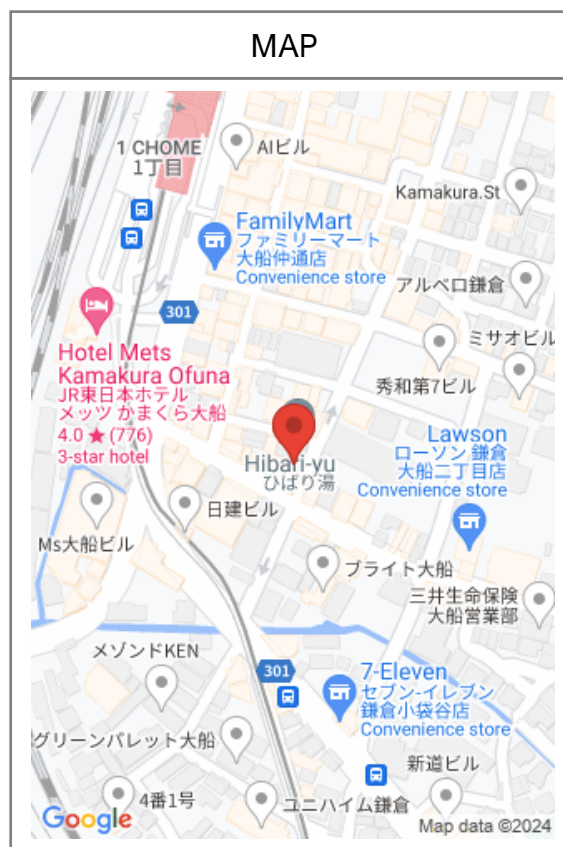 MAP
1 CHOME
1丁目
AIビル
Kamakura.St
FamilyMart
ファミリーマート
大船仲通店
Convenience store
アルベロ鎌倉
301
ミサオビル
Hotel Mets
Kamakura Ofuna
JR東日本ホテル
メッツ かまくら大船
4.0 ★ (776)
3-star hotel
秀和第7ビル
Lawson
ローソン 鎌倉
大船二丁目店
Convenience store
Hibari-yu
ひばり湯
日建ビル
Ms大船ビル
ブライト大船
三井生命保険
大船営業部
メゾンドKEN
301
7-Eleven
セブン-イレブン
鎌倉小袋谷店
Convenience store
グリーンパレット大船
新道ビル
4番1号
ユニハイム鎌倉
Google
Map data ©2024